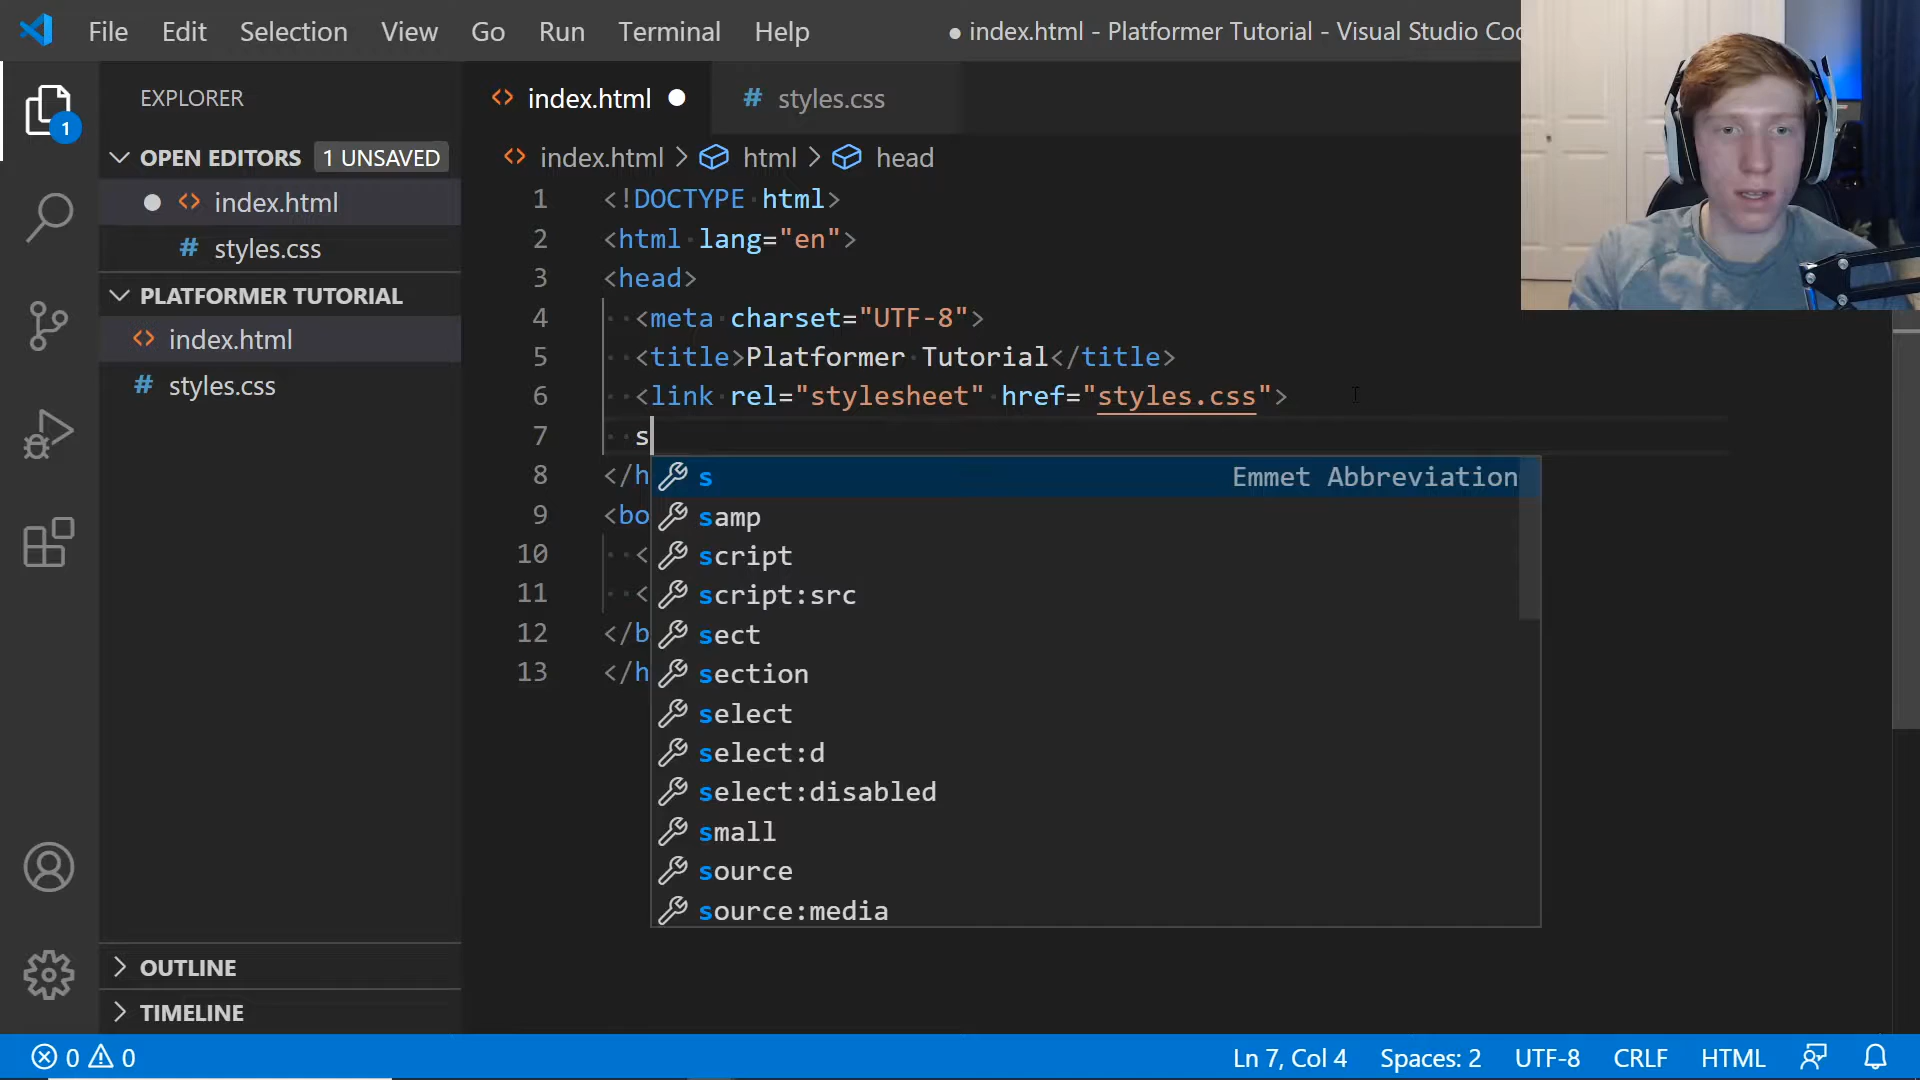 File Edit Selection View Go Run Terminal Help
● index.html - Platformer Tutorial - Visual Studio Coc
EXPLORER
OPEN EDITORS 1 UNSAVED
index.html
# styles.css
PLATFORMER TUTORIAL
index.html
# styles.css
OUTLINE
TIMELINE
1
index.html
# styles.css
index.html > html > head
1 <!DOCTYPE html>
2 <html lang="en">
3 <head>
4 <meta charset="UTF-8">
5 <title>Platformer Tutorial</title>
6 <link rel="stylesheet" href="styles.css">
7 s
8 </h
9 <bo
10 <
11 <
12 </b
13 </h
s Emmet Abbreviation
samp
script
script:src
sect
section
select
select:d
select:disabled
small
source
source:media
0 0 Ln 7, Col 4 Spaces: 2 UTF-8 CRLF HTML